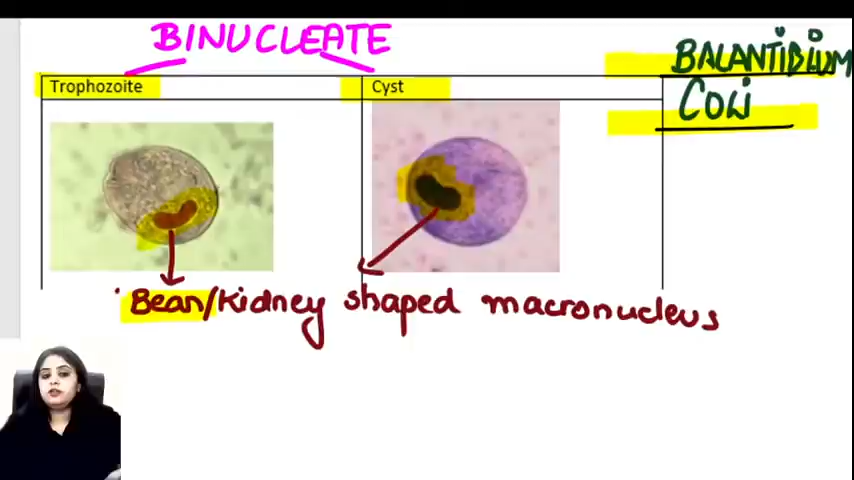 BINUCLEATE
BALANTIDIUM
COLI
Trophozoite
Cyst
Bean/Kidney shaped macronucleus